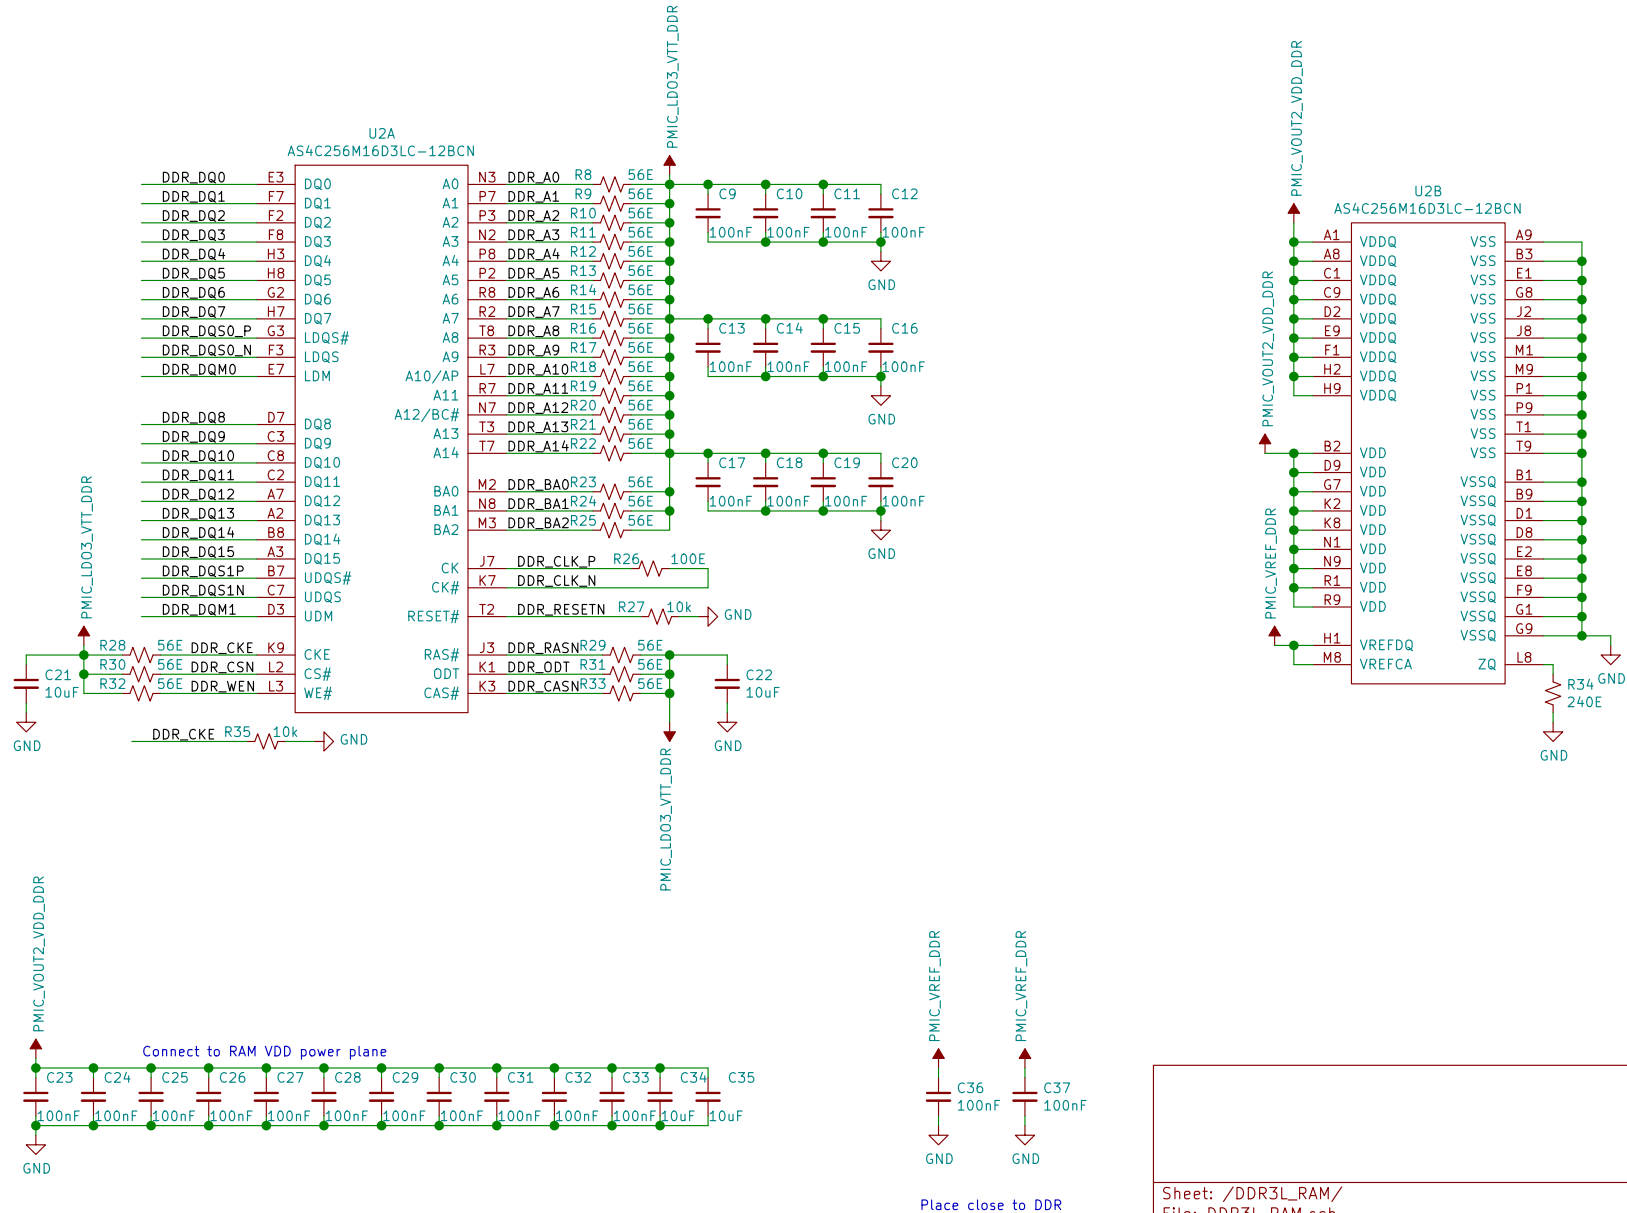 PMIC_LDO3_VTT_DDR
PMIC_VOUT2_VDD_DDR
U2A
AS4C256M16D3LC-12BCN
DDR_DQ0 E3 DQ0 A0 N3 DDR_A0 R8 56E
DDR_DQ1 F7 DQ1 A1 P7 DDR_A1 R9 56E
DDR_DQ2 F2 DQ2 A2 P3 DDR_A2 R10 56E
DDR_DQ3 F8 DQ3 A3 N2 DDR_A3 R11 56E
DDR_DQ4 H3 DQ4 A4 P8 DDR_A4 R12 56E
DDR_DQ5 H8 DQ5 A5 P2 DDR_A5 R13 56E
DDR_DQ6 G2 DQ6 A6 R8 DDR_A6 R14 56E
DDR_DQ7 H7 DQ7 A7 R2 DDR_A7 R15 56E
DDR_DQS0_P G3 LDQS# A8 T8 DDR_A8 R16 56E
DDR_DQS0_N F3 LDQS A9 R3 DDR_A9 R17 56E
DDR_DQM0 E7 LDM A10/AP L7 DDR_A10 R18 56E
A11 R7 DDR_A11 R19 56E
A12/BC# N7 DDR_A12 R20 56E
DDR_DQ8 D7 DQ8 A13 T3 DDR_A13 R21 56E
DDR_DQ9 C3 DQ9 A14 T7 DDR_A14 R22 56E
DDR_DQ10 C8 DQ10
DDR_DQ11 C2 DQ11 BA0 M2 DDR_BA0 R23 56E
DDR_DQ12 A7 DQ12 BA1 N8 DDR_BA1 R24 56E
DDR_DQ13 A2 DQ13 BA2 M3 DDR_BA2 R25 56E
DDR_DQ14 B8 DQ14
DDR_DQ15 A3 DQ15 CK J7 DDR_CLK_P R26 100E
DDR_DQS1P B7 UDQS# CK# K7 DDR_CLK_N
DDR_DQS1N C7 UDQS
DDR_DQM1 D3 UDM RESET# T2 DDR_RESETN R27 10k GND
PMIC_LDO3_VTT_DDR
R28 56E DDR_CKE K9 CKE RAS# J3 DDR_RASN R29 56E
R30 56E DDR_CSN L2 CS# ODT K1 DDR_ODT R31 56E
R32 56E DDR_WEN L3 WE# CAS# K3 DDR_CASN R33 56E
C21
10uF
GND
C22
10uF
GND
DDR_CKE R35 10k GND
PMIC_LDO3_VTT_DDR
C9 C10 C11 C12
100nF 100nF 100nF 100nF
GND
C13 C14 C15 C16
100nF 100nF 100nF 100nF
GND
C17 C18 C19 C20
100nF 100nF 100nF 100nF
GND
U2B
AS4C256M16D3LC-12BCN
A1 VDDQ VSS A9
A8 VDDQ VSS B3
C1 VDDQ VSS E1
C9 VDDQ VSS G8
D2 VDDQ VSS J2
E9 VDDQ VSS J8
F1 VDDQ VSS M1
H2 VDDQ VSS M9
H9 VDDQ VSS P1
VSS P9
VSS T1
PMIC_VOUT2_VDD_DDR
B2 VDD VSS T9
D9 VDD VSSQ B1
G7 VDD VSSQ B9
K2 VDD VSSQ D1
K8 VDD VSSQ D8
N1 VDD VSSQ E2
N9 VDD VSSQ E8
R1 VDD VSSQ F9
R9 VDD VSSQ G1
PMIC_VREF_DDR
H1 VREFDQ VSSQ G9
M8 VREFCA ZQ L8
GND
R34
240E
GND
PMIC_VOUT2_VDD_DDR
Connect to RAM VDD power plane
C23 C24 C25 C26 C27 C28 C29 C30 C31 C32 C33 C34 C35
100nF 100nF 100nF 100nF 100nF 100nF 100nF 100nF 100nF 100nF 100nF 10uF 10uF
GND
PMIC_VREF_DDR
PMIC_VREF_DDR
C36
100nF
GND
C37
100nF
GND
Place close to DDR
Sheet: /DDR3L_RAM/
File: DDR3L_RAM.sch